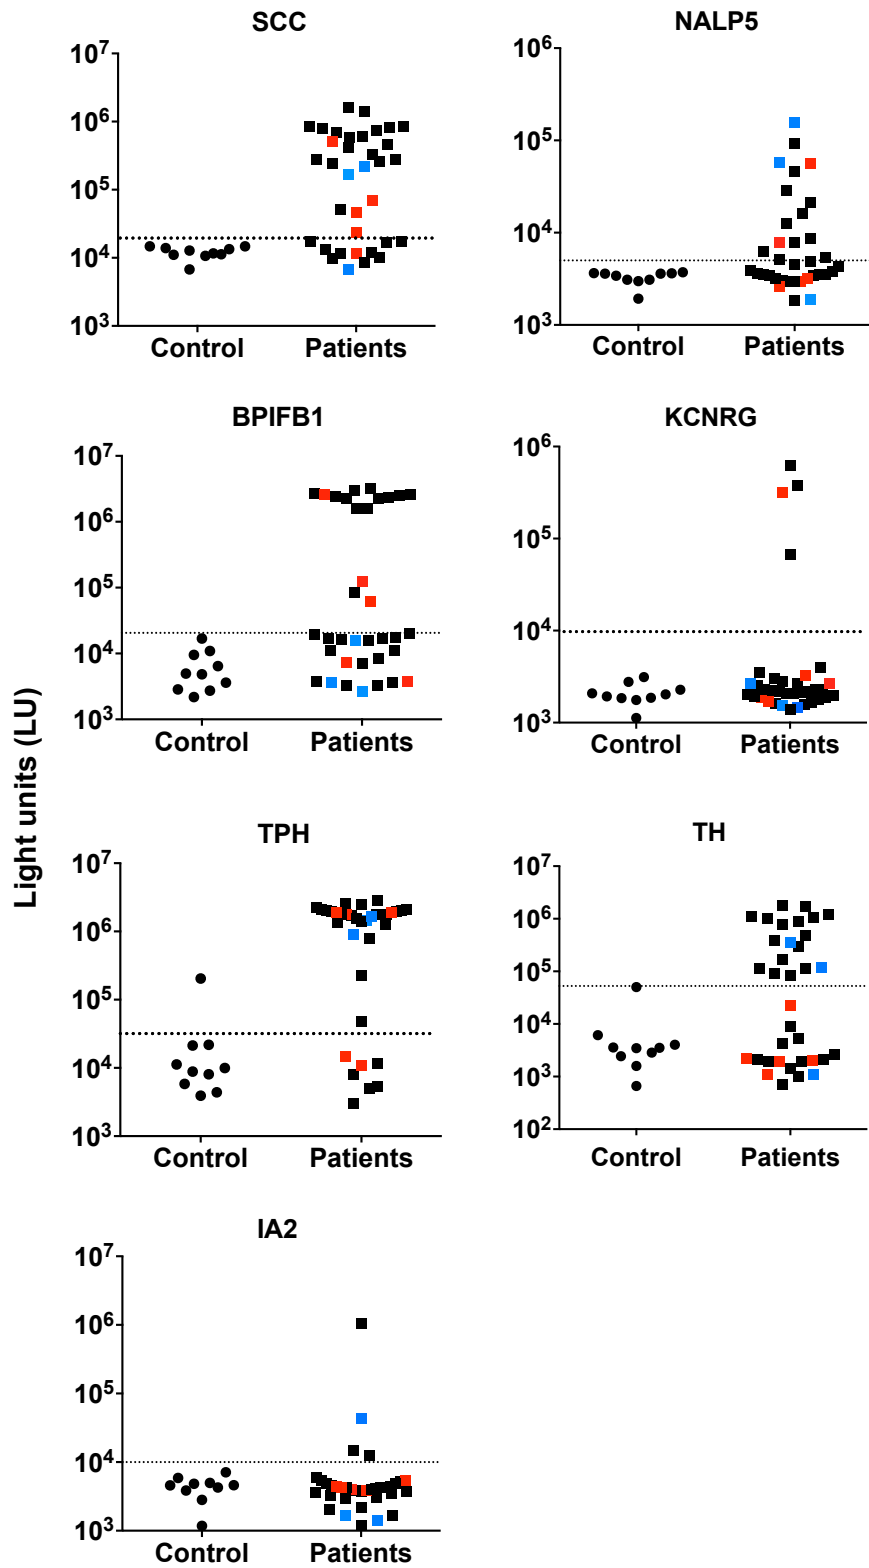 SCC
10⁷
10⁶
10⁵
10⁴
10³
Control Patients
NALP5
10⁶
10⁵
10⁴
10³
Control Patients
BPIFB1
10⁷
10⁶
10⁵
10⁴
10³
Control Patients
KCNRG
10⁶
10⁵
10⁴
10³
Control Patients
Light units (LU)
TPH
10⁷
10⁶
10⁵
10⁴
10³
Control Patients
TH
10⁷
10⁶
10⁵
10⁴
10³
10²
Control Patients
IA2
10⁷
10⁶
10⁵
10⁴
10³
Control Patients